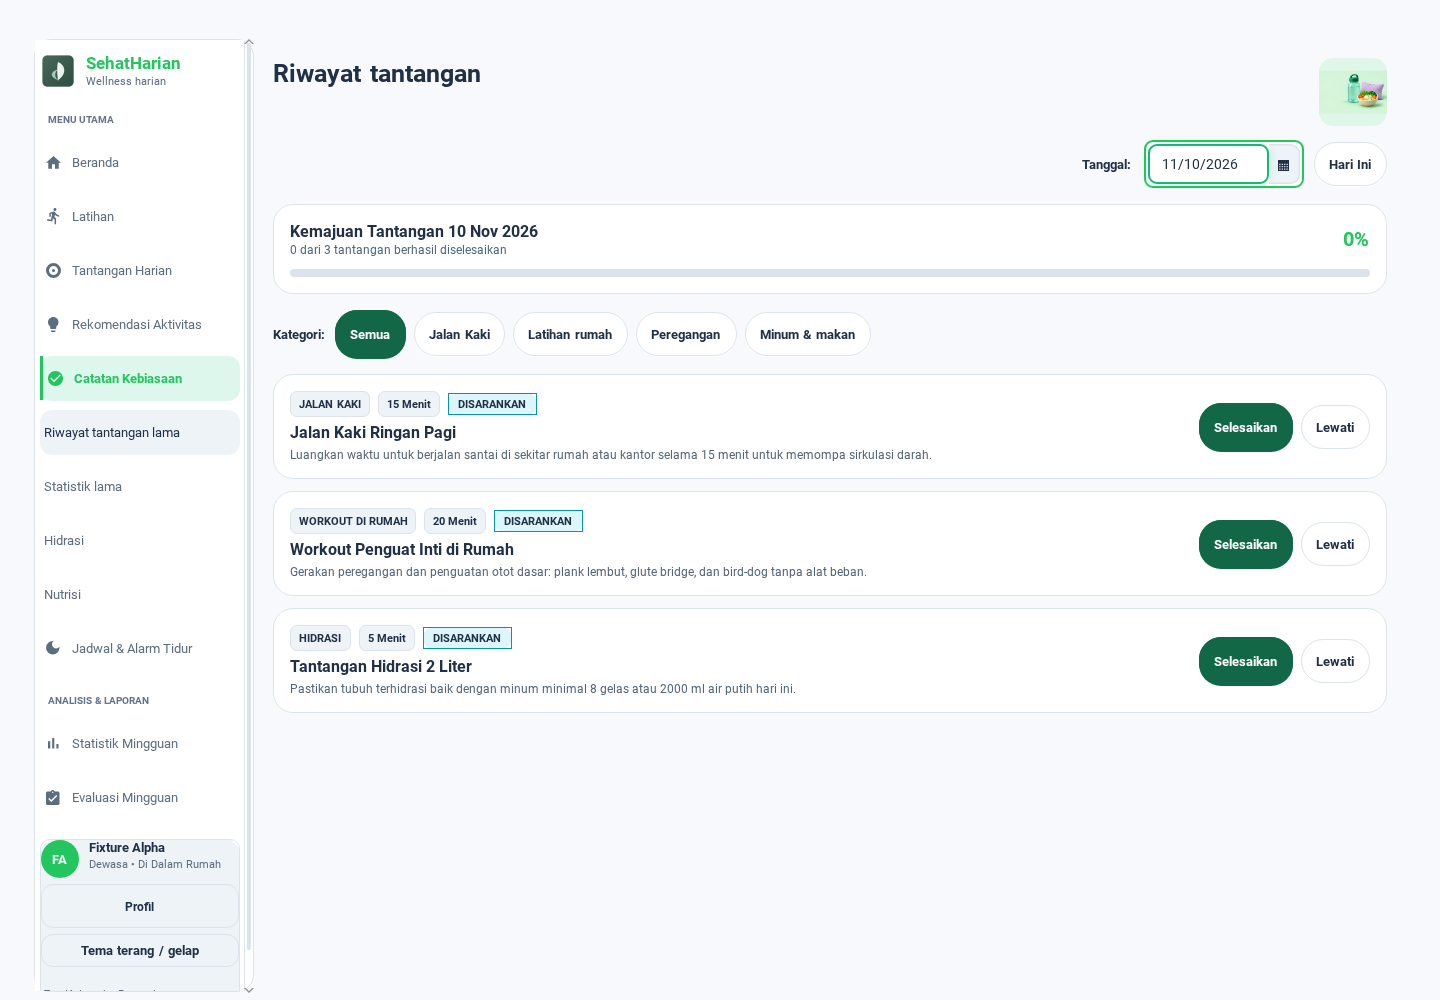 SehatHarian
Wellness harian
MENU UTAMA
Beranda
Latihan
Tantangan Harian
Rekomendasi Aktivitas
Catatan Kebiasaan
Riwayat tantangan lama
Statistik lama
Hidrasi
Nutrisi
Jadwal & Alarm Tidur
ANALISIS & LAPORAN
Statistik Mingguan
Evaluasi Mingguan
FA
Fixture Alpha
Dewasa • Di Dalam Rumah
Profil
Tema terang / gelap
Riwayat tantangan
Tanggal: 11/10/2026 Hari Ini
Kemajuan Tantangan 10 Nov 2026
0 dari 3 tantangan berhasil diselesaikan
0%
Kategori: Semua Jalan Kaki Latihan rumah Peregangan Minum & makan
JALAN KAKI 15 Menit DISARANKAN
Jalan Kaki Ringan Pagi
Luangkan waktu untuk berjalan santai di sekitar rumah atau kantor selama 15 menit untuk memompa sirkulasi darah.
Selesaikan Lewati
WORKOUT DI RUMAH 20 Menit DISARANKAN
Workout Penguat Inti di Rumah
Gerakan peregangan dan penguatan otot dasar: plank lembut, glute bridge, dan bird-dog tanpa alat beban.
Selesaikan Lewati
HIDRASI 5 Menit DISARANKAN
Tantangan Hidrasi 2 Liter
Pastikan tubuh terhidrasi baik dengan minum minimal 8 gelas atau 2000 ml air putih hari ini.
Selesaikan Lewati